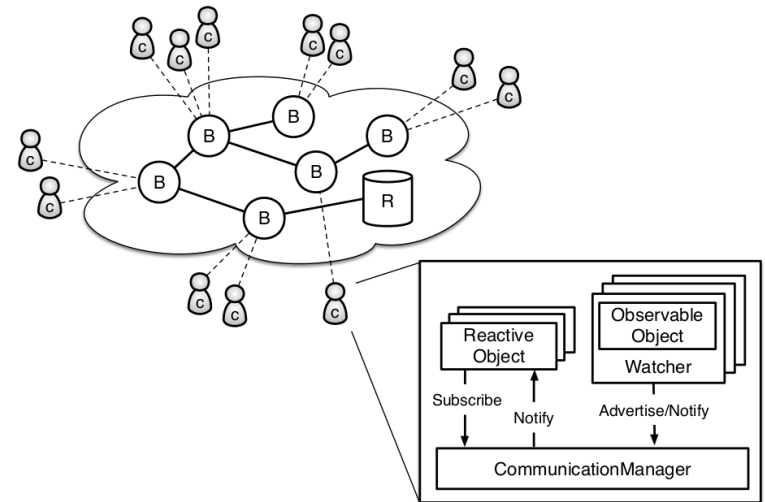 C
C
C
C
C
C
C
B
B
B
C
B
B
R
C
B
C
C
C
Observable
Object
Reactive
Object
Watcher
Subscribe
Notify
Advertise/Notify
CommunicationManager